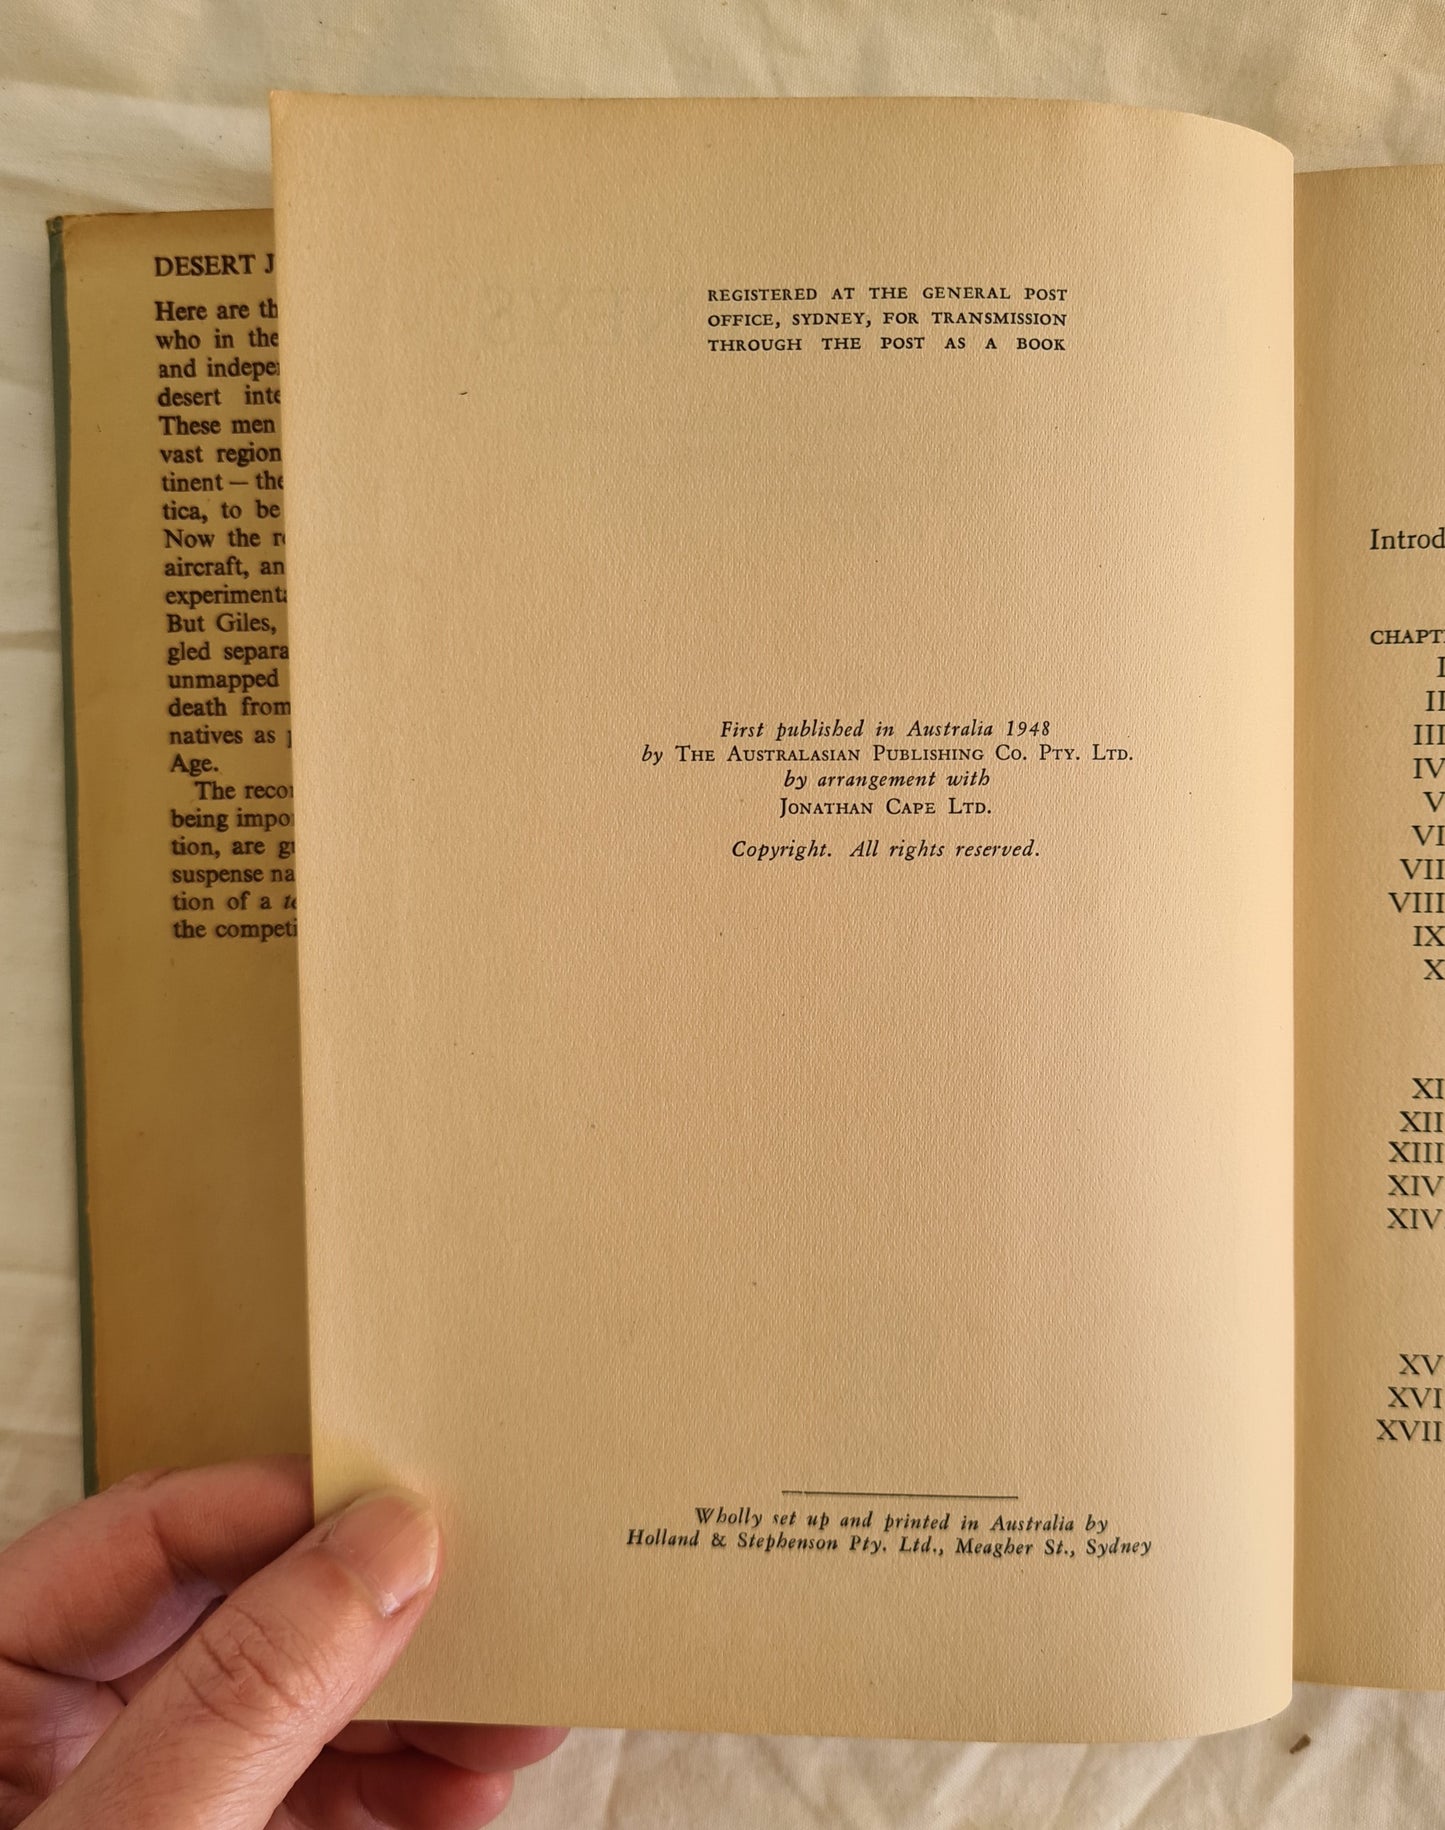 DESERT J
Here are th
who in the
and indepe
desert inte
These men
vast region
tinent — the
tica, to be
Now the r
aircraft, an
experiment
But Giles,
gled separa
unmapped
death from
natives as
Age.
The reco
being impo
tion, are g
suspense na
tion of a te
the competi
REGISTERED AT THE GENERAL POST
OFFICE, SYDNEY, FOR TRANSMISSION
THROUGH THE POST AS A BOOK
First published in Australia 1948
by THE AUSTRALASIAN PUBLISHING CO. PTY. LTD.
by arrangement with
JONATHAN CAPE LTD.
Copyright. All rights reserved.
Wholly set up and printed in Australia by
Holland & Stephenson Pty. Ltd., Meagher St., Sydney
Introd
CHAPT
I
II
III
IV
V
VI
VII
VIII
IX
X
XI
XII
XIII
XIV
XIV
XV
XVI
XVII